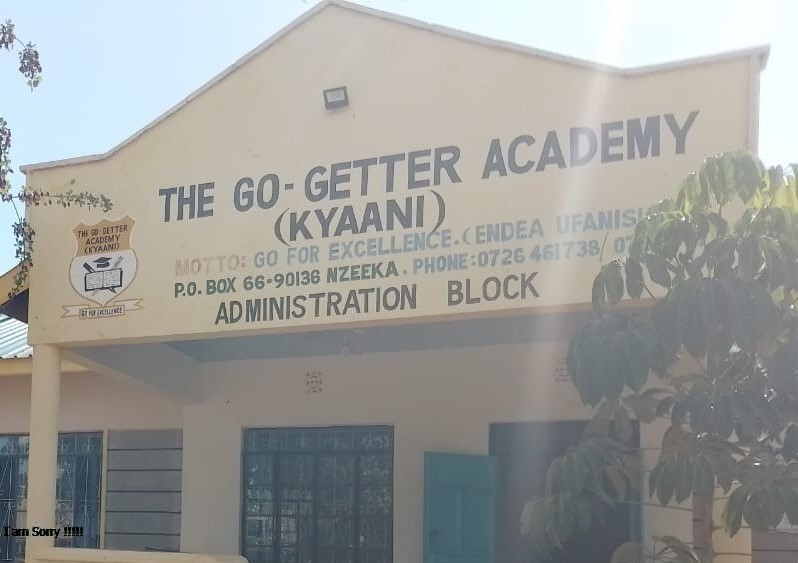 THE GO-GETTER ACADEMY
(KYAANI)
MOTTO: GO FOR EXCELLENCE. (ENDEA UFANISI
P.O. BOX 66-90136 NZEEKA. PHONE:0726 461738/
ADMINISTRATION BLOCK
THE GO-GETTER
ACADEMY
(KYAANI)
GO FOR EXCELLENCE
I'am Sorry !!!!!